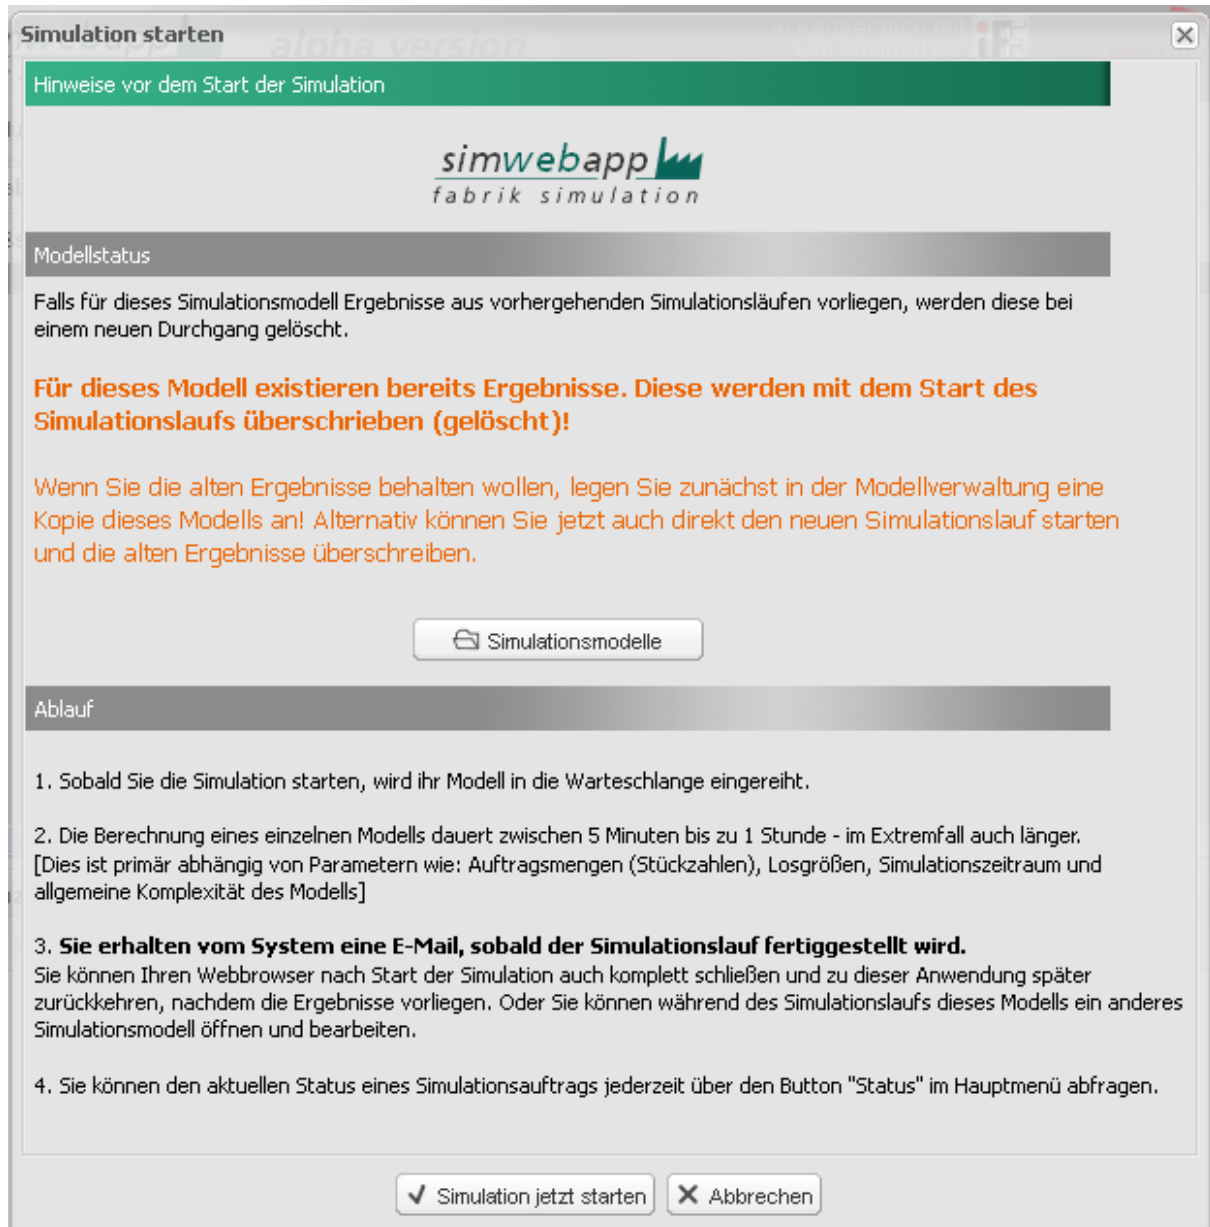 Simulation starten
alpha version
Hinweise vor dem Start der Simulation
simwebapp
fabrik simulation
Modellstatus
Falls für dieses Simulationsmodell Ergebnisse aus vorhergehenden Simulationsläufen vorliegen, werden diese bei
einem neuen Durchgang gelöscht.
Für dieses Modell existieren bereits Ergebnisse. Diese werden mit dem Start des
Simulationslaufs überschrieben (gelöscht)!
Wenn Sie die alten Ergebnisse behalten wollen, legen Sie zunächst in der Modellverwaltung eine
Kopie dieses Modells an! Alternativ können Sie jetzt auch direkt den neuen Simulationslauf starten
und die alten Ergebnisse überschreiben.
Simulationsmodelle
Ablauf
1. Sobald Sie die Simulation starten, wird ihr Modell in die Warteschlange eingereiht.
2. Die Berechnung eines einzelnen Modells dauert zwischen 5 Minuten bis zu 1 Stunde - im Extremfall auch länger.
[Dies ist primär abhängig von Parametern wie: Auftragsmengen (Stückzahlen), Losgrößen, Simulationszeitraum und
allgemeine Komplexität des Modells]
3. Sie erhalten vom System eine E-Mail, sobald der Simulationslauf fertiggestellt wird.
Sie können Ihren Webbrowser nach Start der Simulation auch komplett schließen und zu dieser Anwendung später
zurückkehren, nachdem die Ergebnisse vorliegen. Oder Sie können während des Simulationslaufs dieses Modells ein anderes
Simulationsmodell öffnen und bearbeiten.
4. Sie können den aktuellen Status eines Simulationsauftrags jederzeit über den Button "Status" im Hauptmenü abfragen.
Simulation jetzt starten
Abbrechen